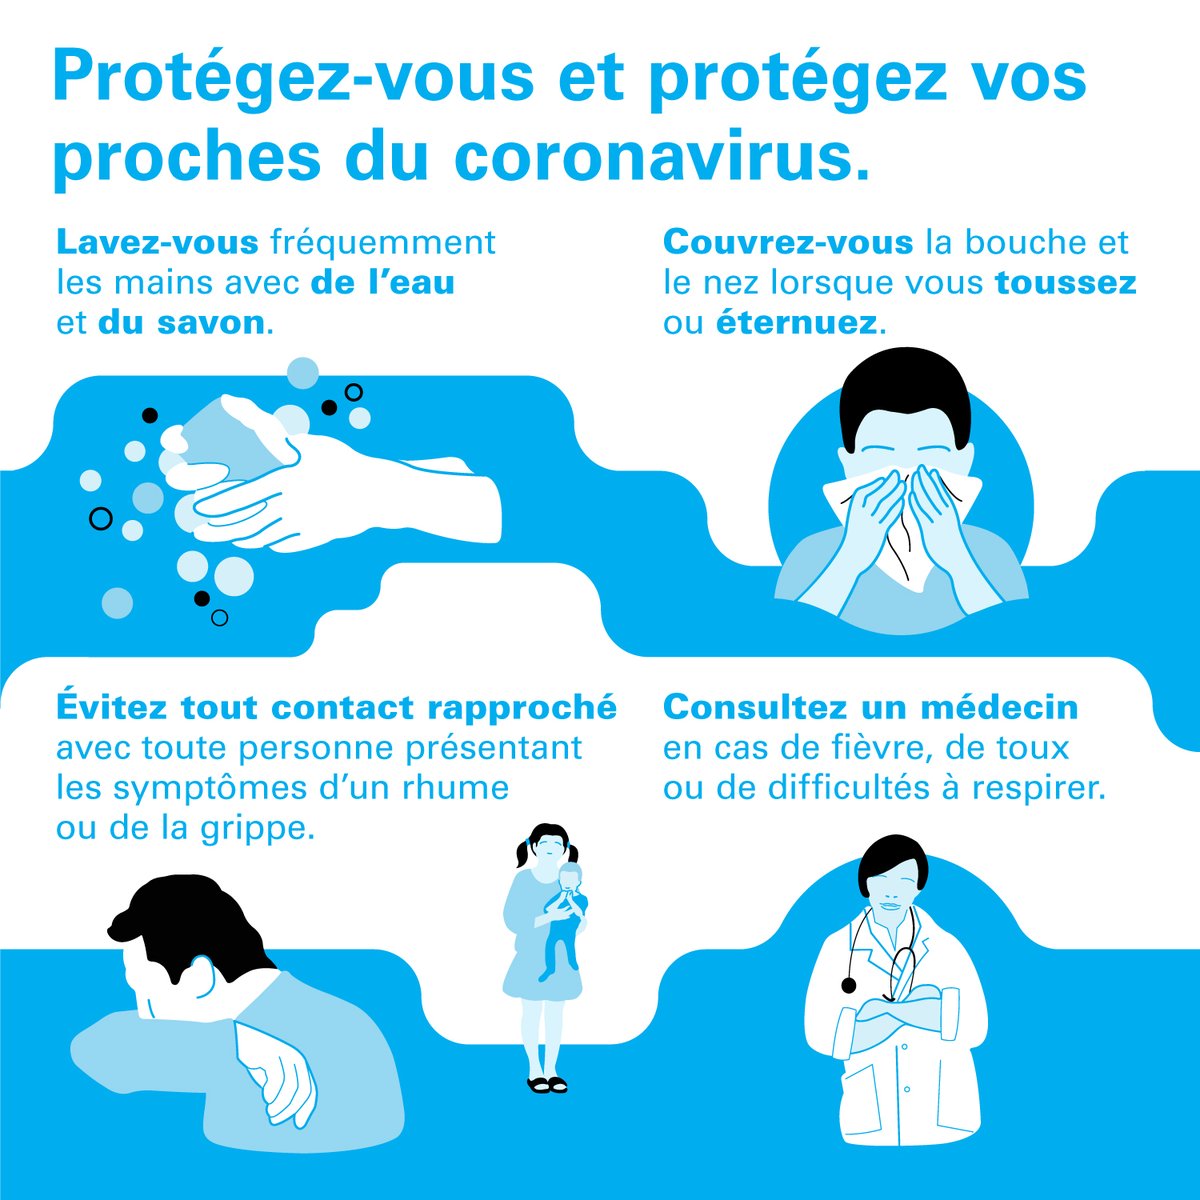 Protégez-vous et protégez vos
proches du coronavirus.
Lavez-vous fréquemment
les mains avec de l’eau
et du savon.
Couvrez-vous la bouche et
le nez lorsque vous toussez
ou éternuez.
Évitez tout contact rapproché
avec toute personne présentant
les symptômes d’un rhume
ou de la grippe.
Consultez un médecin
en cas de fièvre, de toux
ou de difficultés à respirer.